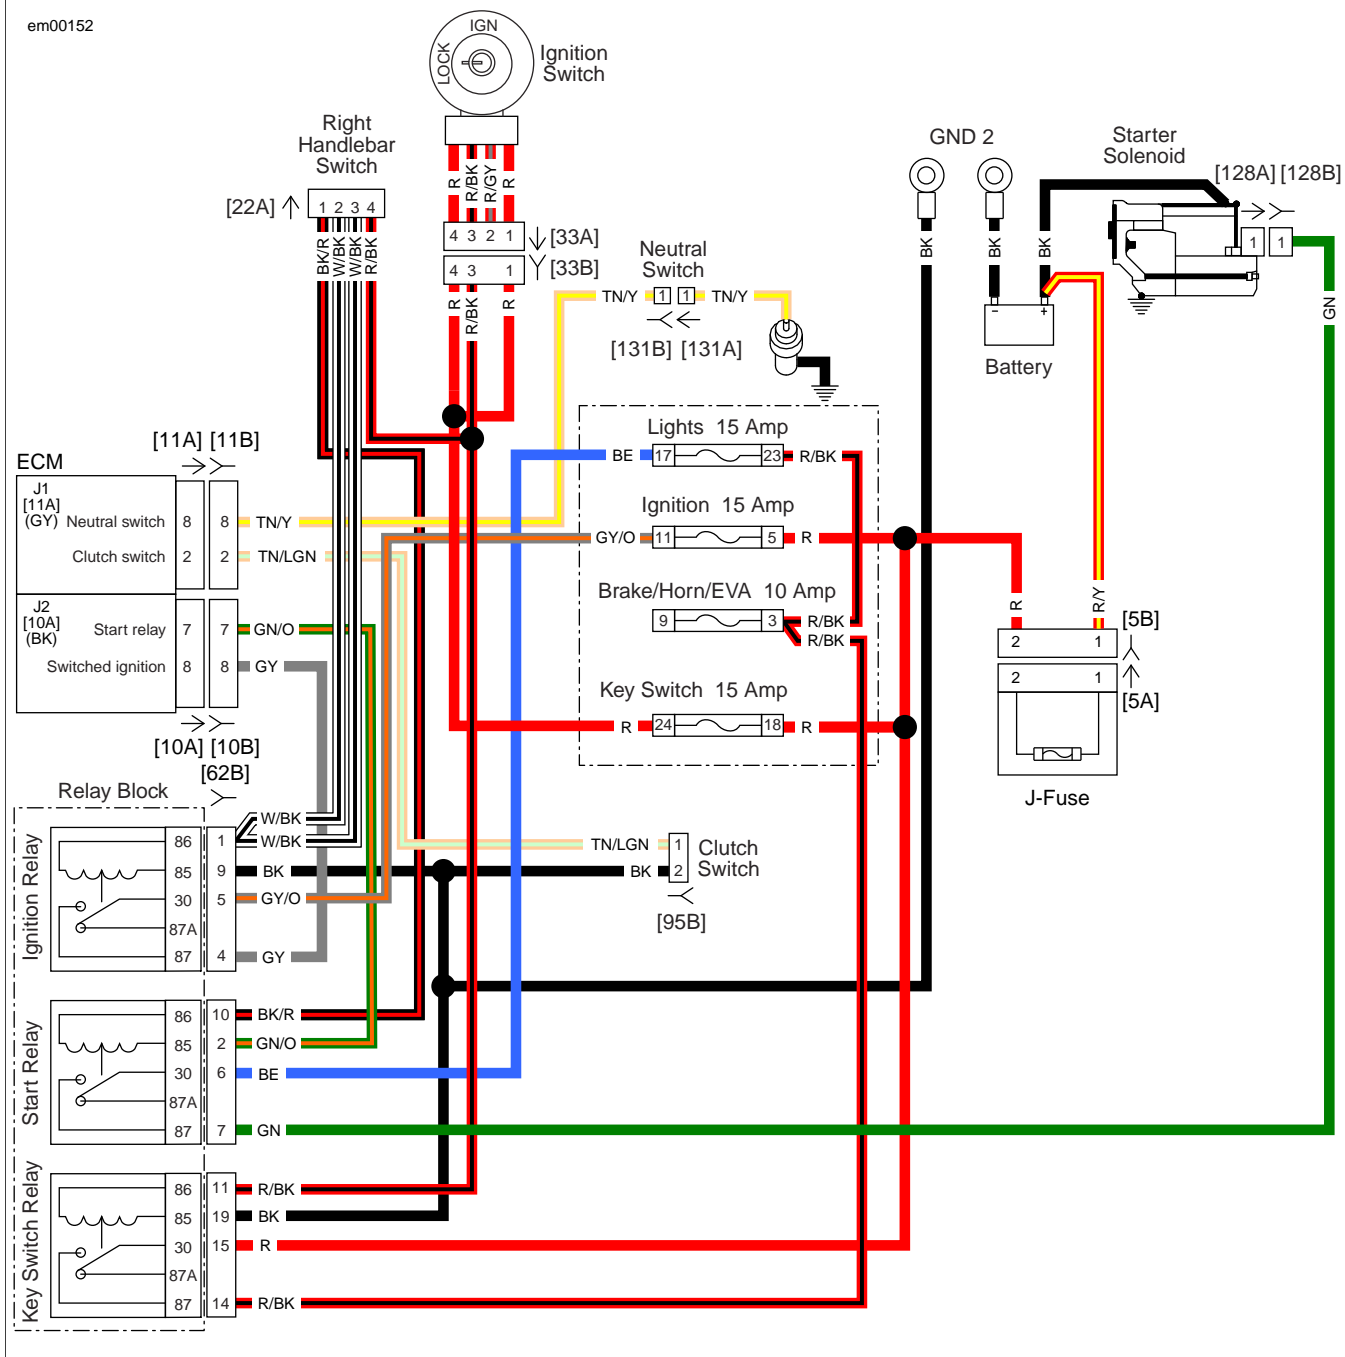 em00152
IGN
LOCK
Ignition
Switch
Right
Handlebar
Switch
[22A]
1 2 3 4
BK/R
W/BK
W/BK
R/BK
R
R/BK
R/GY
R
4 3 2 1
[33A]
4 3 1
[33B]
R
R/BK
R
Neutral
Switch
TN/Y
1 1
TN/Y
[131B] [131A]
GND 2
BK
BK
BK
- +
Battery
Starter
Solenoid
[128A] [128B]
1 1
GN
R/Y
R
[5B]
2 1
2 1
[5A]
J-Fuse
Lights 15 Amp
BE 17 23 R/BK
Ignition 15 Amp
GY/O 11 5 R
Brake/Horn/EVA 10 Amp
9 3 R/BK
R/BK
Key Switch 15 Amp
R 24 18 R
[11A] [11B]
ECM
J1
[11A]
(GY)
Neutral switch 8 8 TN/Y
Clutch switch 2 2 TN/LGN
J2
[10A]
(BK)
Start relay 7 7 GN/O
Switched ignition 8 8 GY
[10A] [10B]
[62B]
Relay Block
Ignition Relay
W/BK
86 1 W/BK
85 9 BK
30 5 GY/O
87A
87 4 GY
TN/LGN 1
BK 2
Clutch
Switch
[95B]
Start Relay
86 10 BK/R
85 2 GN/O
30 6 BE
87A
87 7 GN
Key Switch Relay
86 11 R/BK
85 19 BK
30 15 R
87A
87 14 R/BK